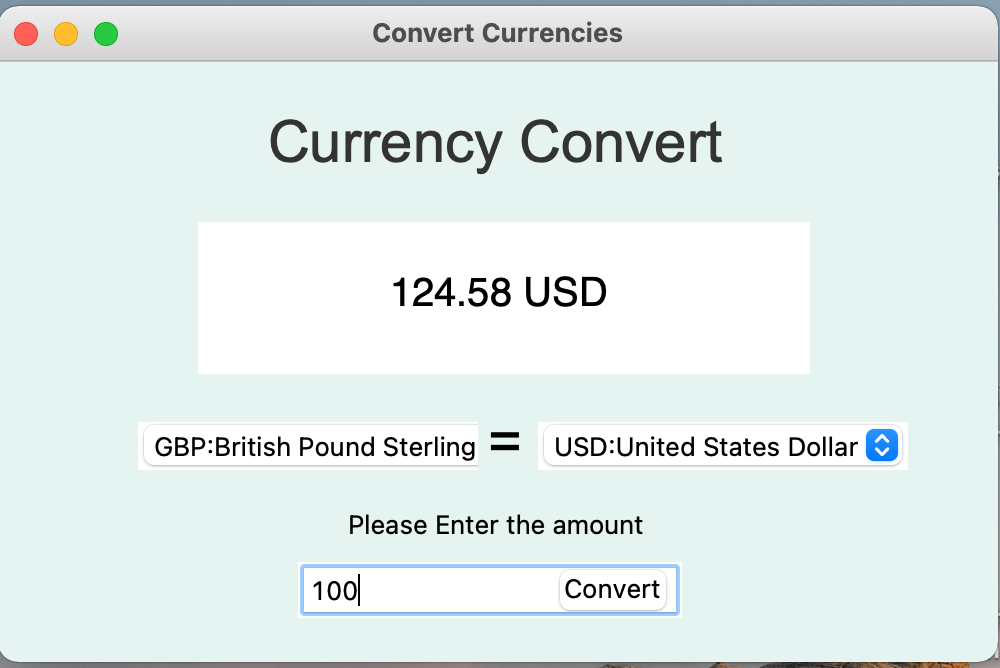 Convert Currencies
Currency Convert
124.58 USD
GBP:British Pound Sterling = USD:United States Dollar
Please Enter the amount
100 Convert